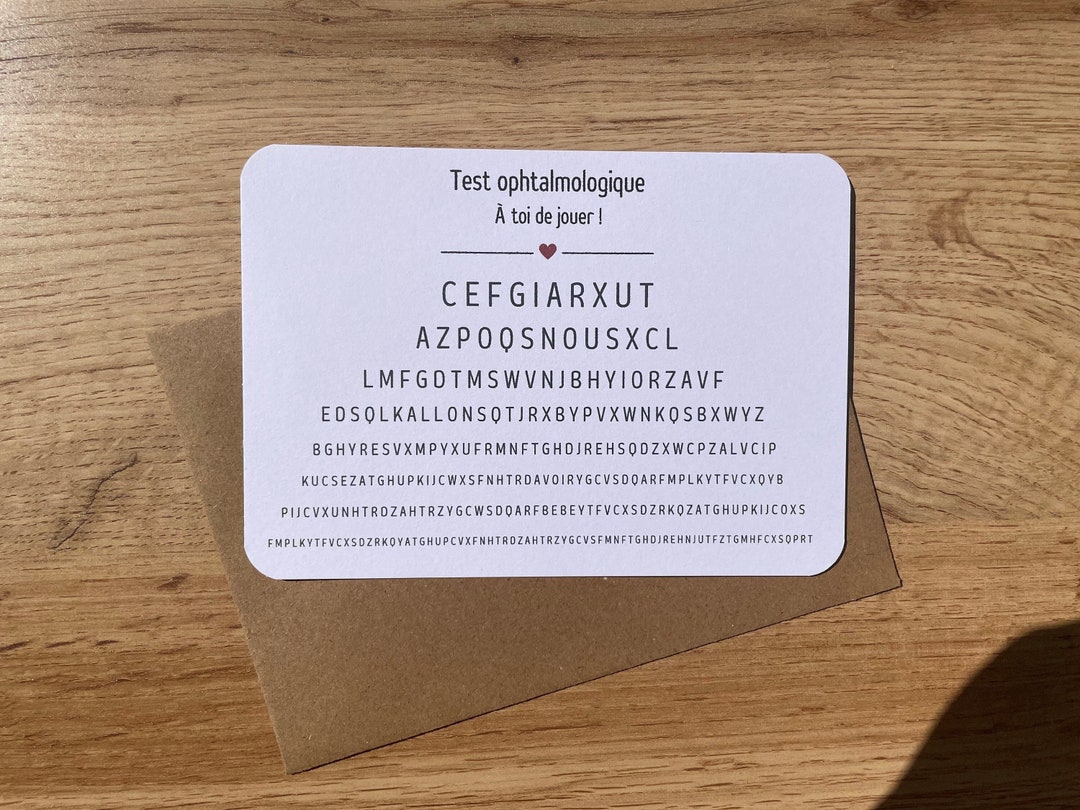 Test ophtalmologique
À toi de jouer !
CEFGIARXUT
AZPOQSNOUSXCL
LMFGDTMSWVNJBHYIORZAVF
EDSQLKALLONSQTJRXBYPVXWNKQSBXWYZ
BGHYRESVXMPYXUFRMNFTGHDJREHSQDZXWCPZALVCIP
KUCSEZATGHUPKIJCWXSFNHTRDAVOIRYGCVSDQARFMPLKYTFVCXQYB
PIJCVXUNHTRDZAHTRZYGCWSDQARFBEBEYTFVCXSDZRKQZATGHUPKIJCOXS
FMPLKYTFVCXSDZRKQYATGHUPCVXFNHTRDZAHTRZYGCVSFMNFTGHDJREHNJUTFZTGMHFCXSQPRT